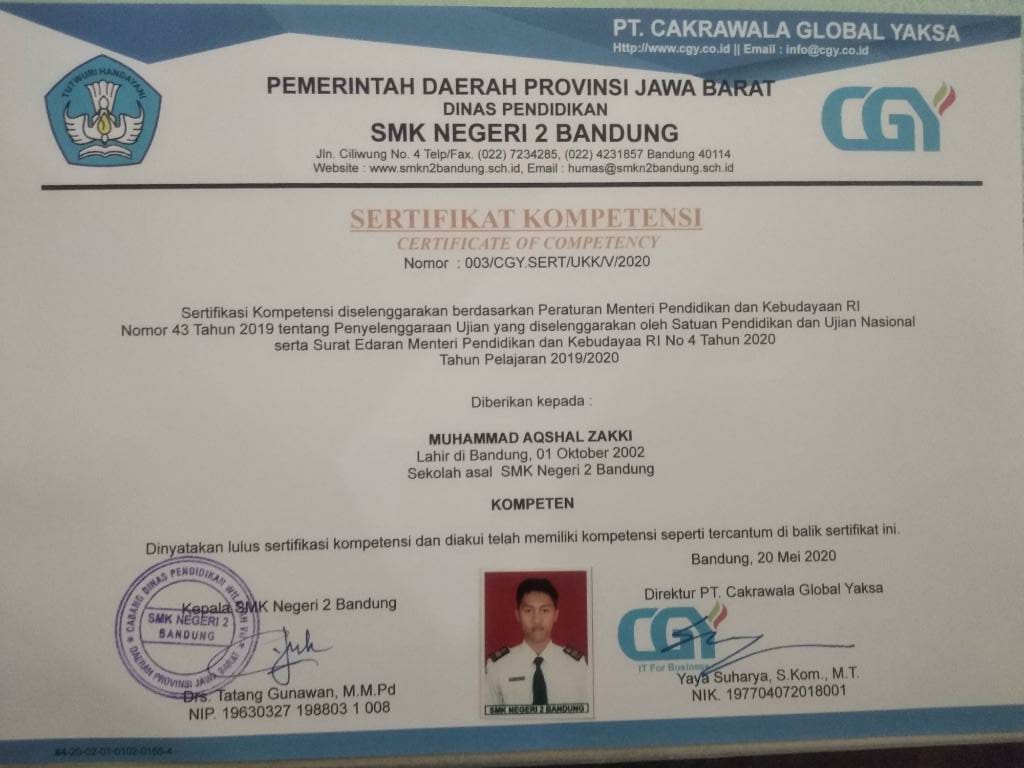 PT. CAKRAWALA GLOBAL YAKSA
Http://www.cgy.co.id || Email : info@cgy.co.id
TUT WURI HANDAYANI
CGY
PEMERINTAH DAERAH PROVINSI JAWA BARAT
DINAS PENDIDIKAN
SMK NEGERI 2 BANDUNG
Jln. Ciliwung No. 4 Telp/Fax. (022) 7234285, (022) 4231857 Bandung 40114
Website : www.smkn2bandung.sch.id, Email : humas@smkn2bandung.sch.id
SERTIFIKAT KOMPETENSI
CERTIFICATE OF COMPETENCY
Nomor : 003/CGY.SERT/UKK/V/2020
Sertifikasi Kompetensi diselenggarakan berdasarkan Peraturan Menteri Pendidikan dan Kebudayaan RI
Nomor 43 Tahun 2019 tentang Penyelenggaraan Ujian yang diselenggarakan oleh Satuan Pendidikan dan Ujian Nasional
serta Surat Edaran Menteri Pendidikan dan Kebudayaa RI No 4 Tahun 2020
Tahun Pelajaran 2019/2020
Diberikan kepada :
MUHAMMAD AQSHAL ZAKKI
Lahir di Bandung, 01 Oktober 2002
Sekolah asal SMK Negeri 2 Bandung
KOMPETEN
Dinyatakan lulus sertifikasi kompetensi dan diakui telah memiliki kompetensi seperti tercantum di balik sertifikat ini.
Bandung, 20 Mei 2020
Kepala SMK Negeri 2 Bandung
CABANG DINAS PENDIDIKAN WILAYAH VII
SMK NEGERI 2
BANDUNG
DAERAH PROVINSI JAWA BARAT
Drs. Tatang Gunawan, M.M.Pd
NIP. 19630327 198803 1 008
SMK NEGERI 2 BANDUNG
Direktur PT. Cakrawala Global Yaksa
CGY
IT For Business
Yaya Suharya, S.Kom., M.T.
NIK. 197704072018001